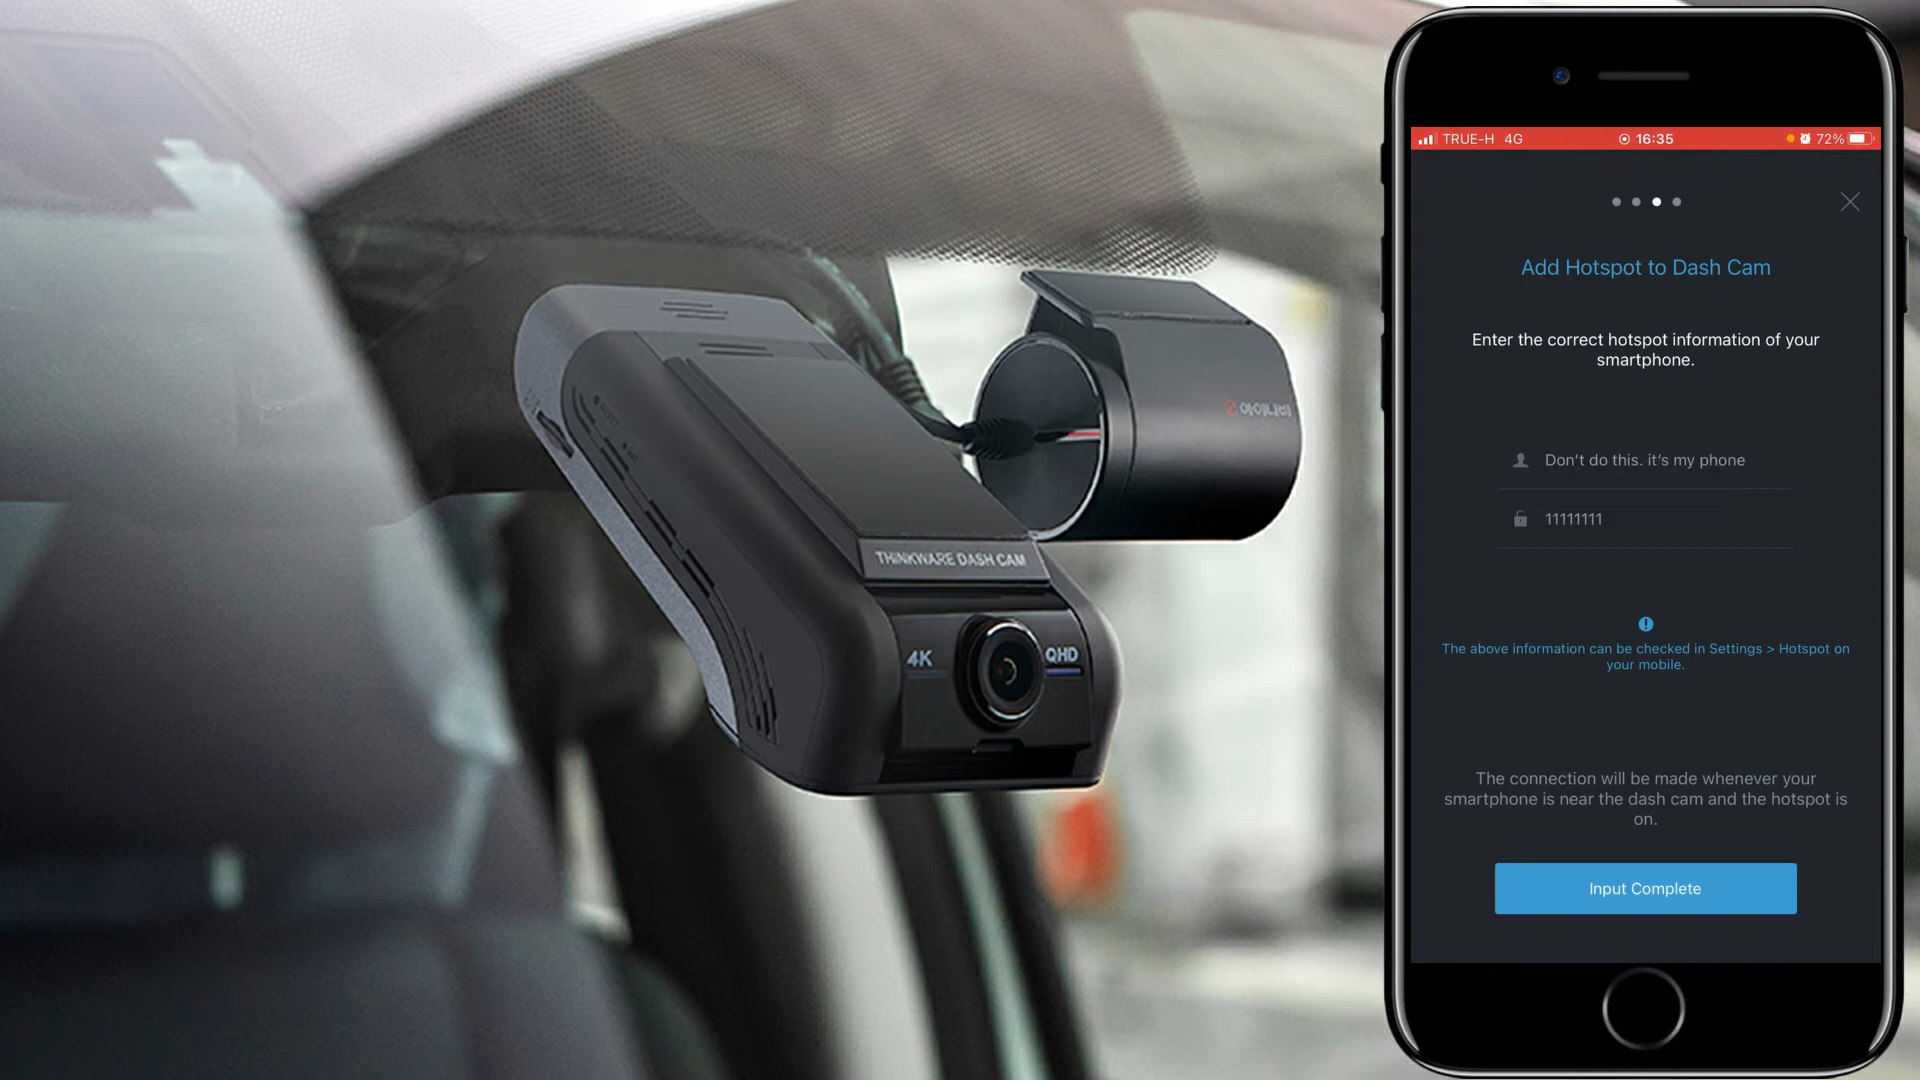 THINKWARE DASH CAM
4K
QHD
TRUE-H 4G
16:35
72%
Add Hotspot to Dash Cam
Enter the correct hotspot information of your
smartphone.
Don't do this. it's my phone
11111111
The above information can be checked in Settings > Hotspot on
your mobile.
The connection will be made whenever your
smartphone is near the dash cam and the hotspot is
on.
Input Complete